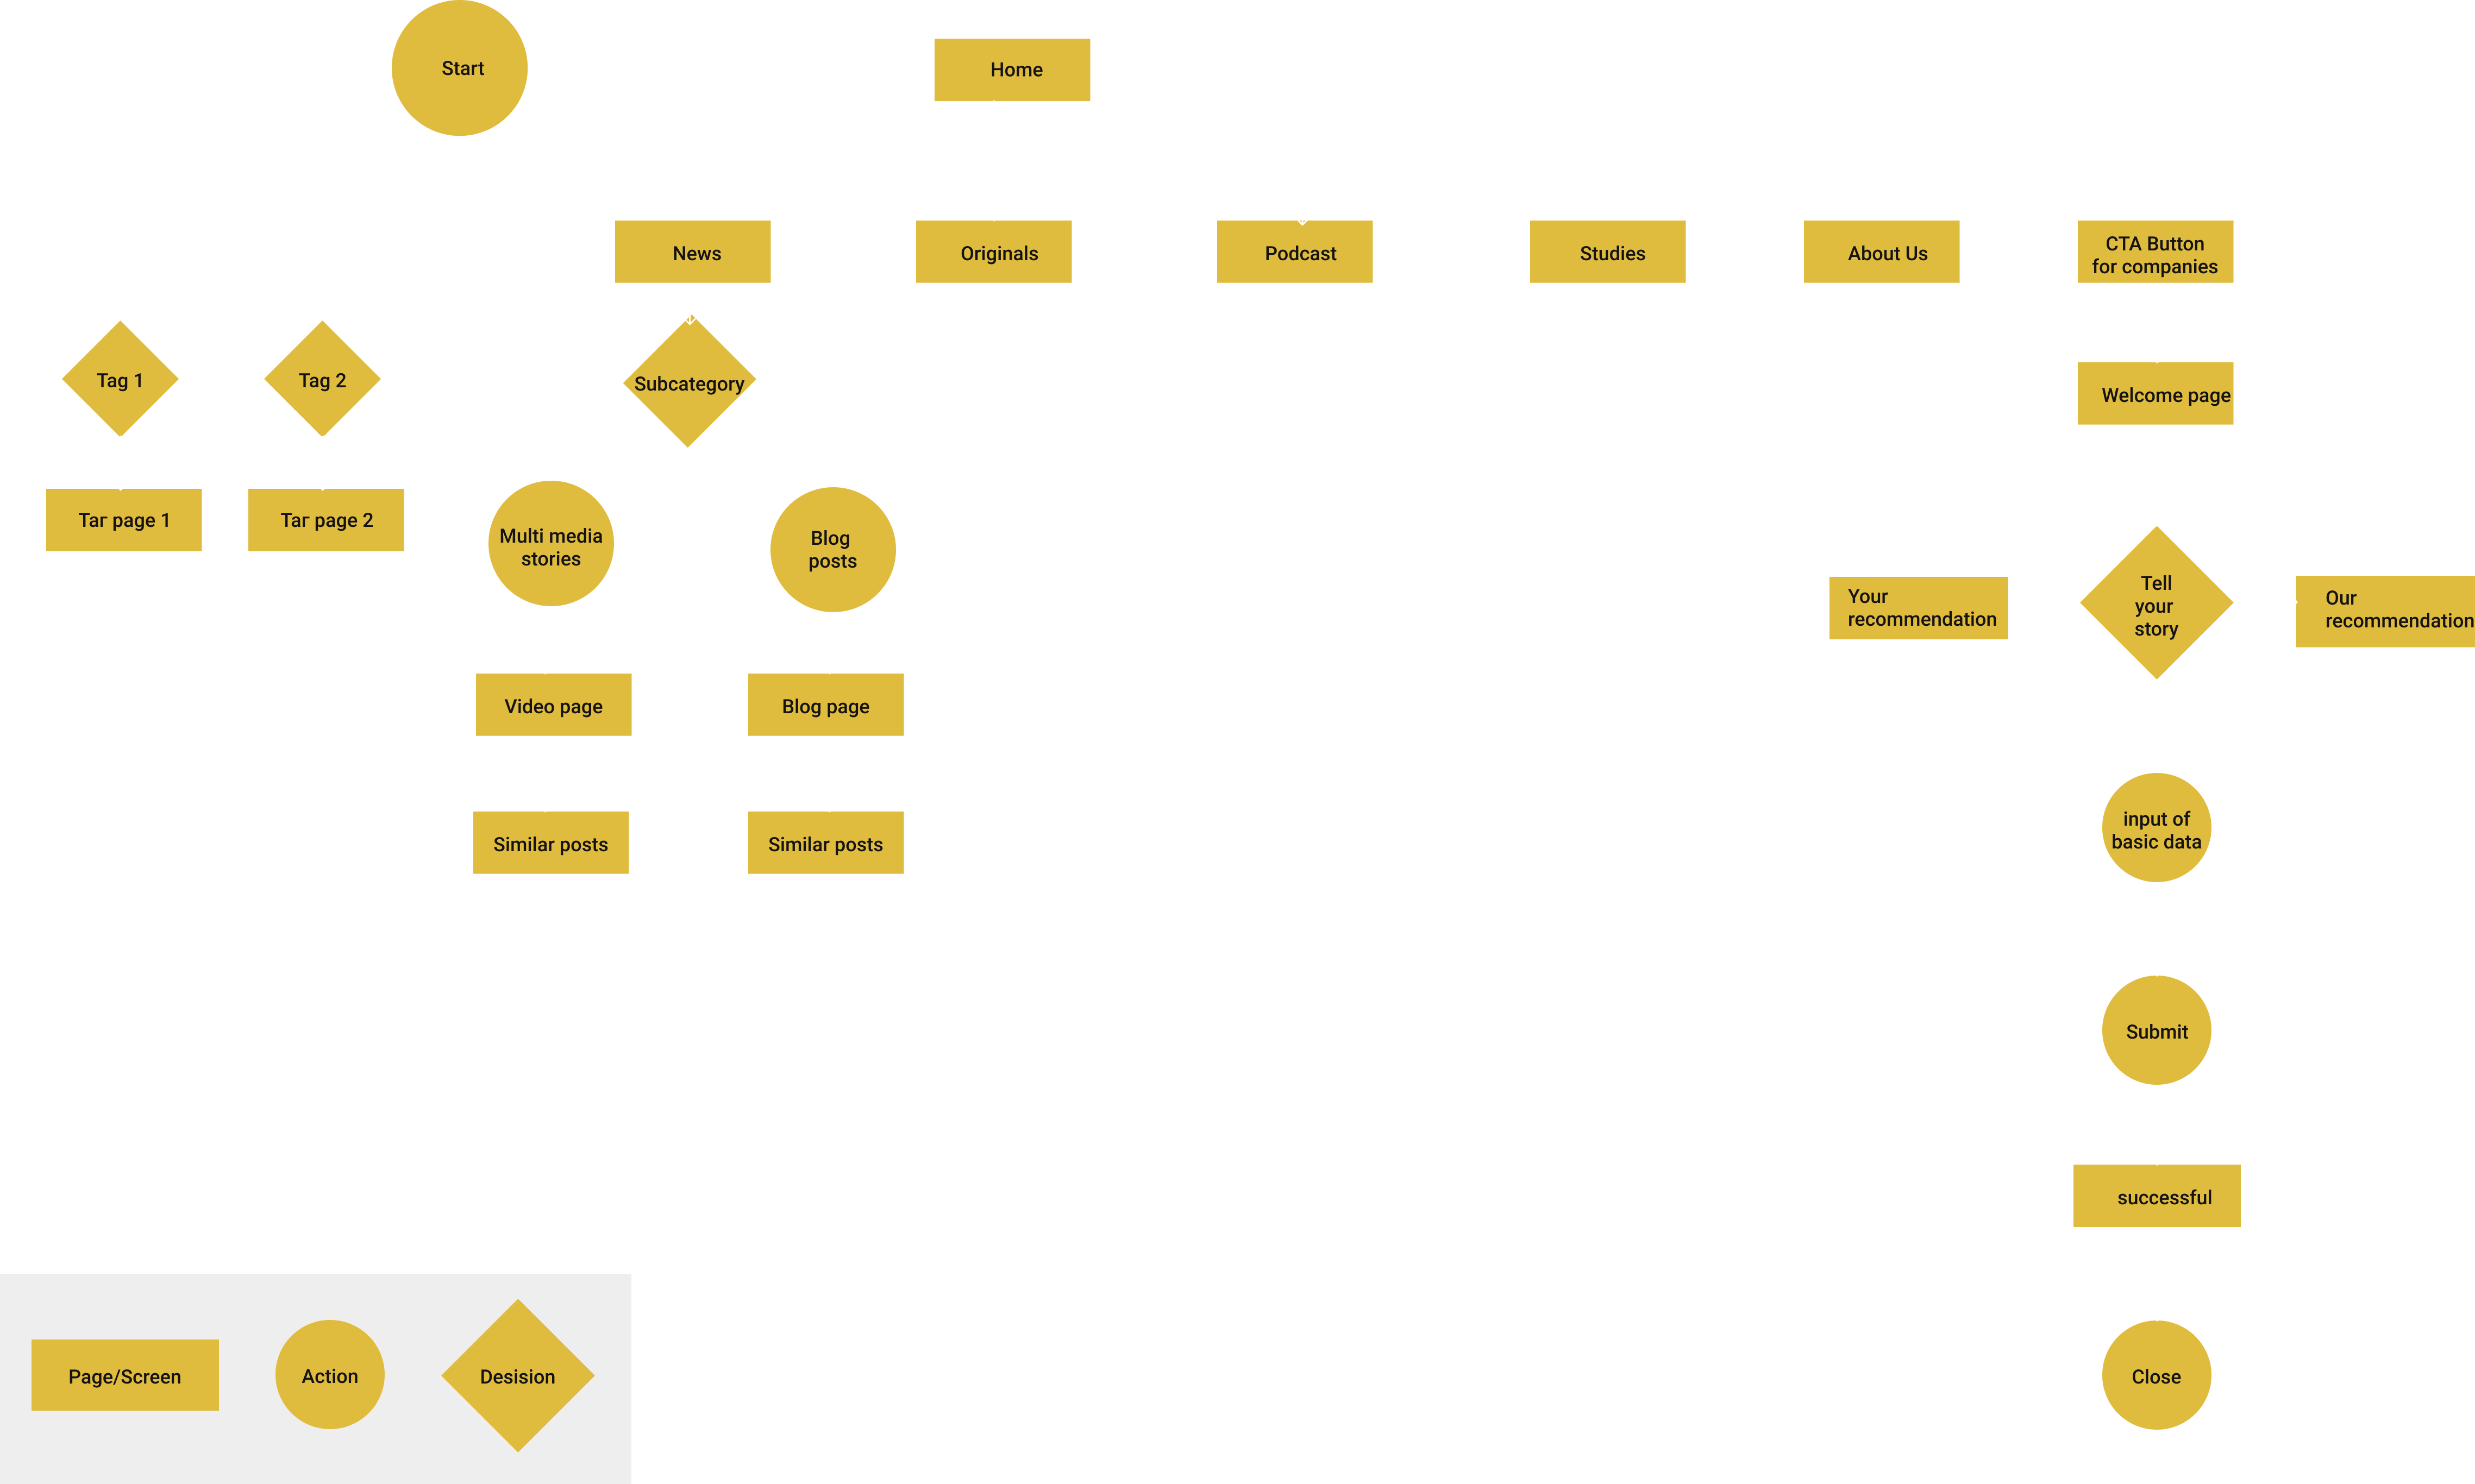 Start
Home
News
Originals
Podcast
Studies
About Us
CTA Button
for companies
Tag 1
Tag 2
Subcategory
Welcome page
Таг page 1
Таг page 2
Multi media
stories
Blog
posts
Your
recommendation
Tell
your
story
Our
recommendation
Video page
Blog page
Similar posts
Similar posts
input of
basic data
Submit
successful
Page/Screen
Action
Desision
Close